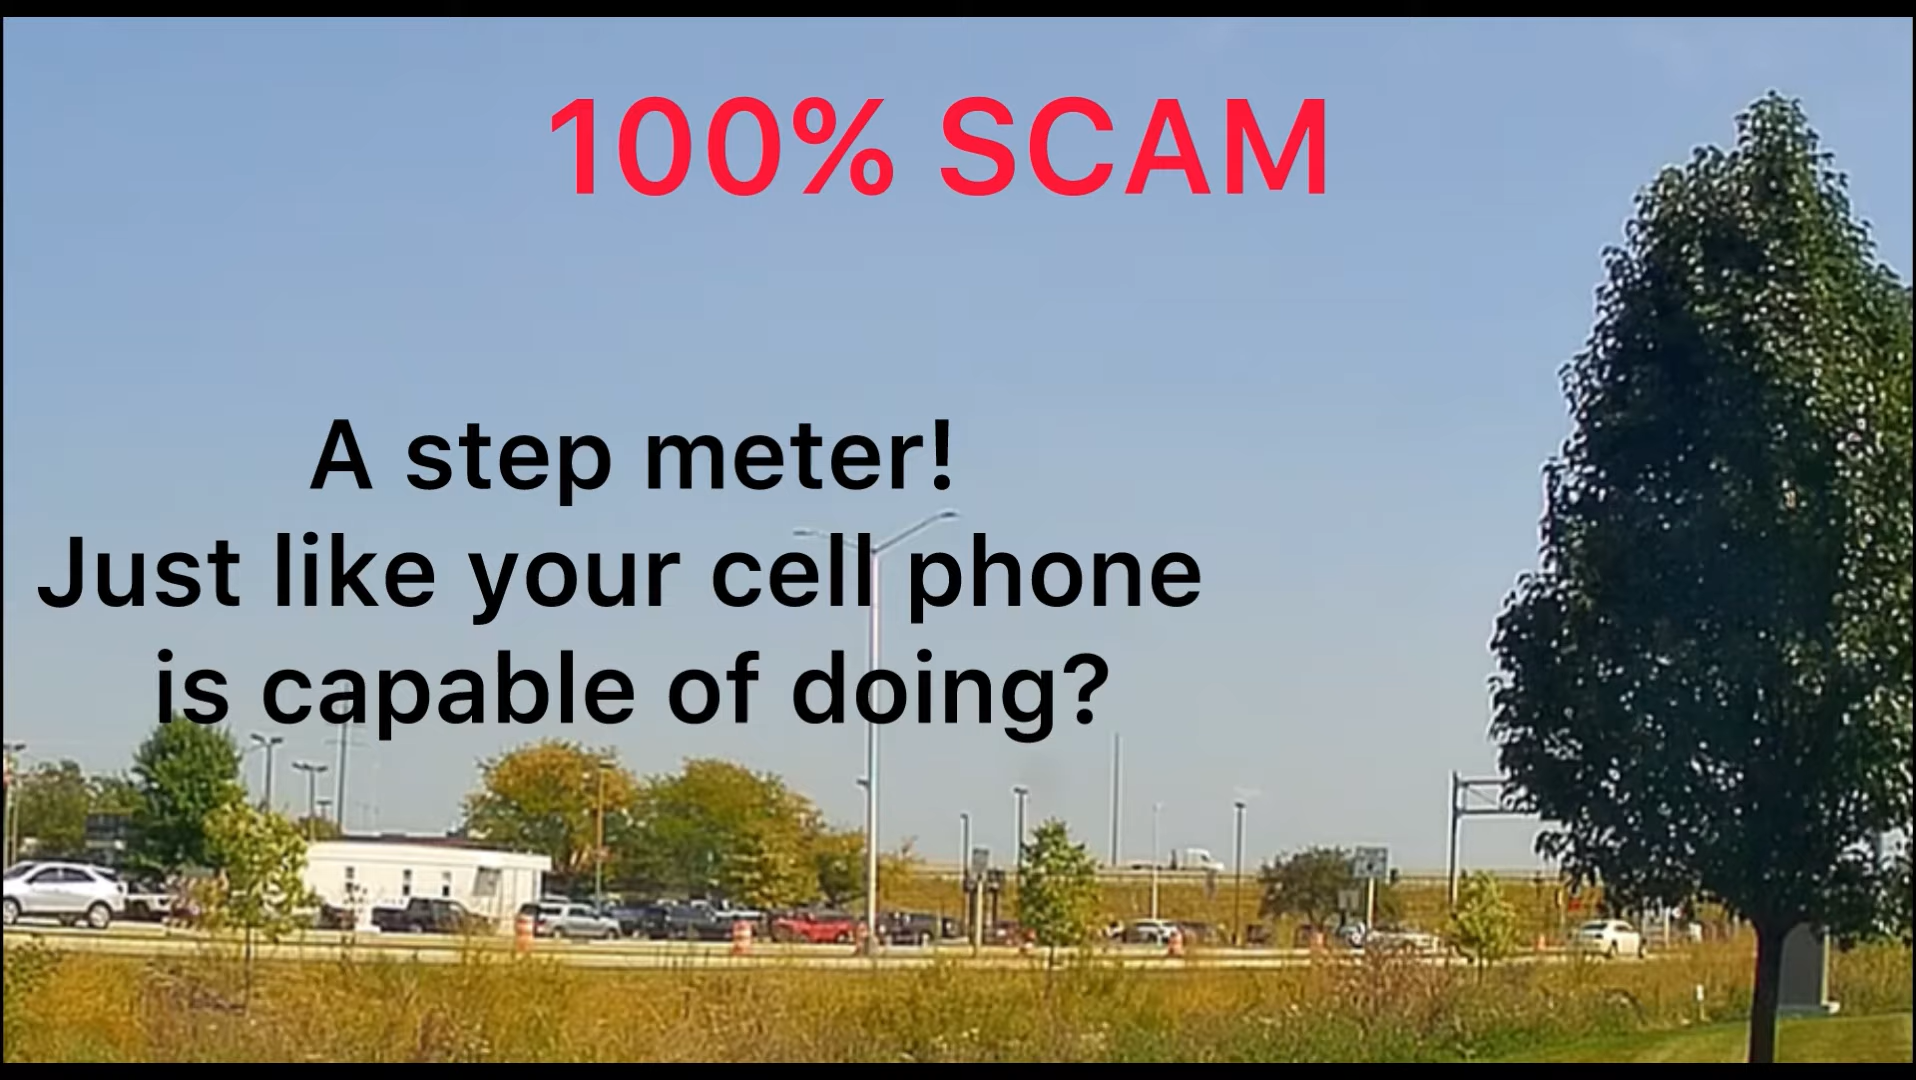 100% SCAM
A step meter!
Just like your cell phone
is capable of doing?